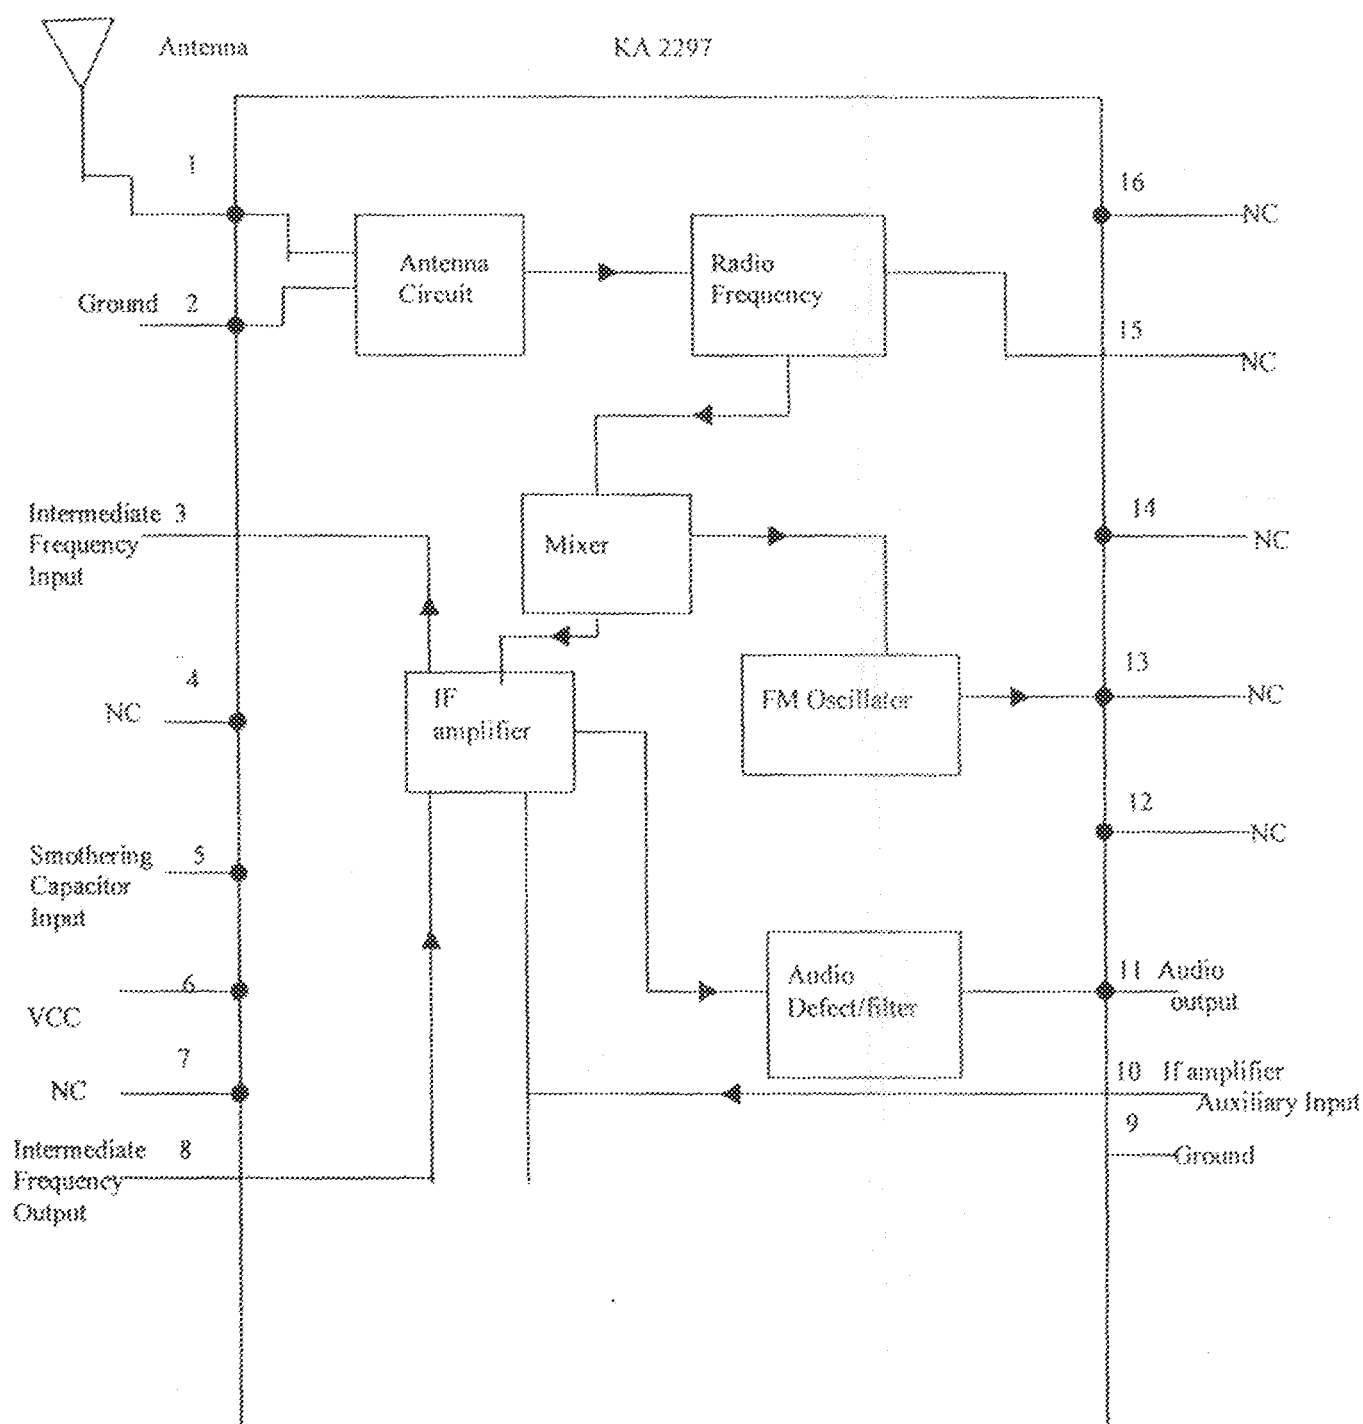 Antenna
KA 2297
1
16
NC
Antenna
Circuit
Radio
Frequency
Ground 2
15
NC
Intermediate 3
Frequency
Input
14
NC
Mixer
4
NC
IF
amplifier
FM Oscillator
13
NC
12
NC
Smothering 5
Capacitor
Input
6
VCC
Audio
Defect/filter
11 Audio
output
7
NC
10 If amplifier
Auxiliary Input
9
Ground
Intermediate 8
Frequency
Output